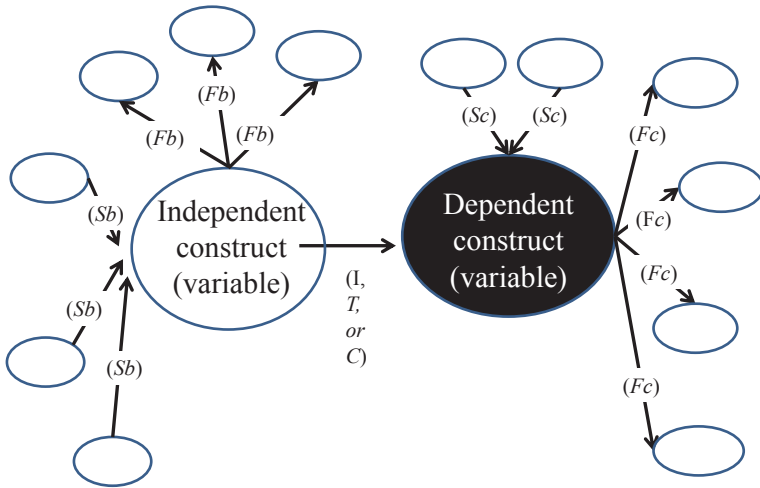 (Fb)
(Fb)
(Fb)
(Sc)
(Sc)
(Fc)
(Sb)
Independent
construct
(variable)
Dependent
construct
(variable)
(Fc)
(I,
T,
or
C)
(Fc)
(Sb)
(Sb)
(Fc)